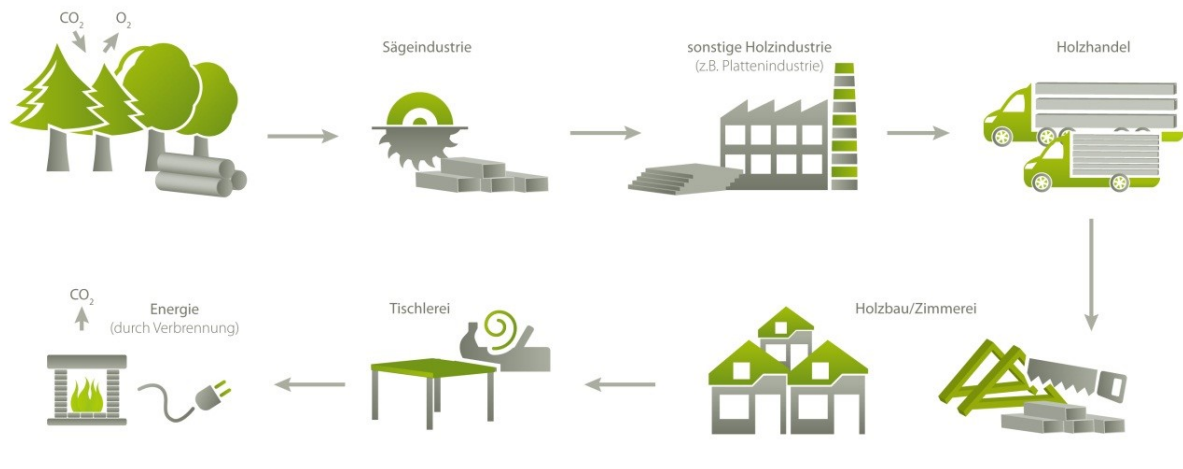 CO₂ O₂
Sägeindustrie
sonstige Holzindustrie
(z.B. Plattenindustrie)
Holzhandel
CO₂
Energie
(durch Verbrennung)
Tischlerei
Holzbau/Zimmerei